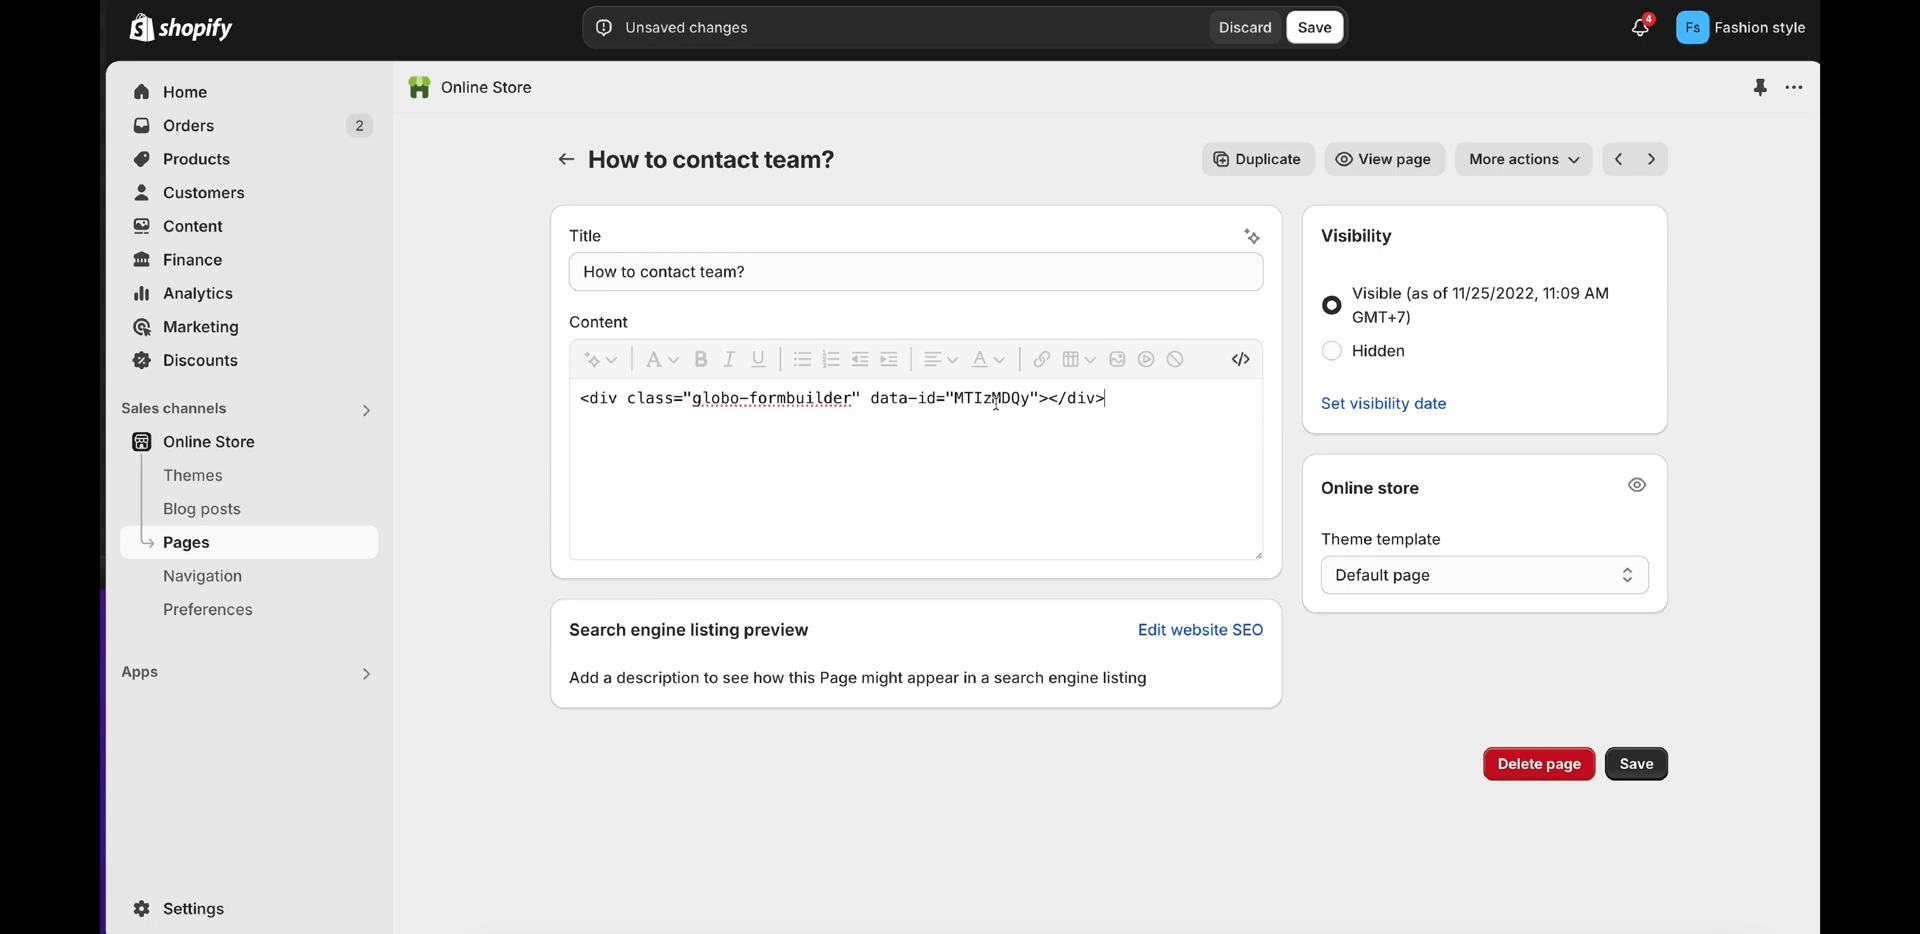 shopify
Unsaved changes
Discard
Save
4
Fs
Fashion style
Home
Orders
2
Products
Customers
Content
Finance
Analytics
Marketing
Discounts
Sales channels
Online Store
Themes
Blog posts
Pages
Navigation
Preferences
Apps
Settings
Online Store
How to contact team?
Duplicate
View page
More actions
Title
How to contact team?
Content
A
B
I
U
A
</>
<div class="globo-formbuilder" data-id="MTIzMDQy"></div>
Search engine listing preview
Edit website SEO
Add a description to see how this Page might appear in a search engine listing
Visibility
Visible (as of 11/25/2022, 11:09 AM
GMT+7)
Hidden
Set visibility date
Online store
Theme template
Default page
Delete page
Save